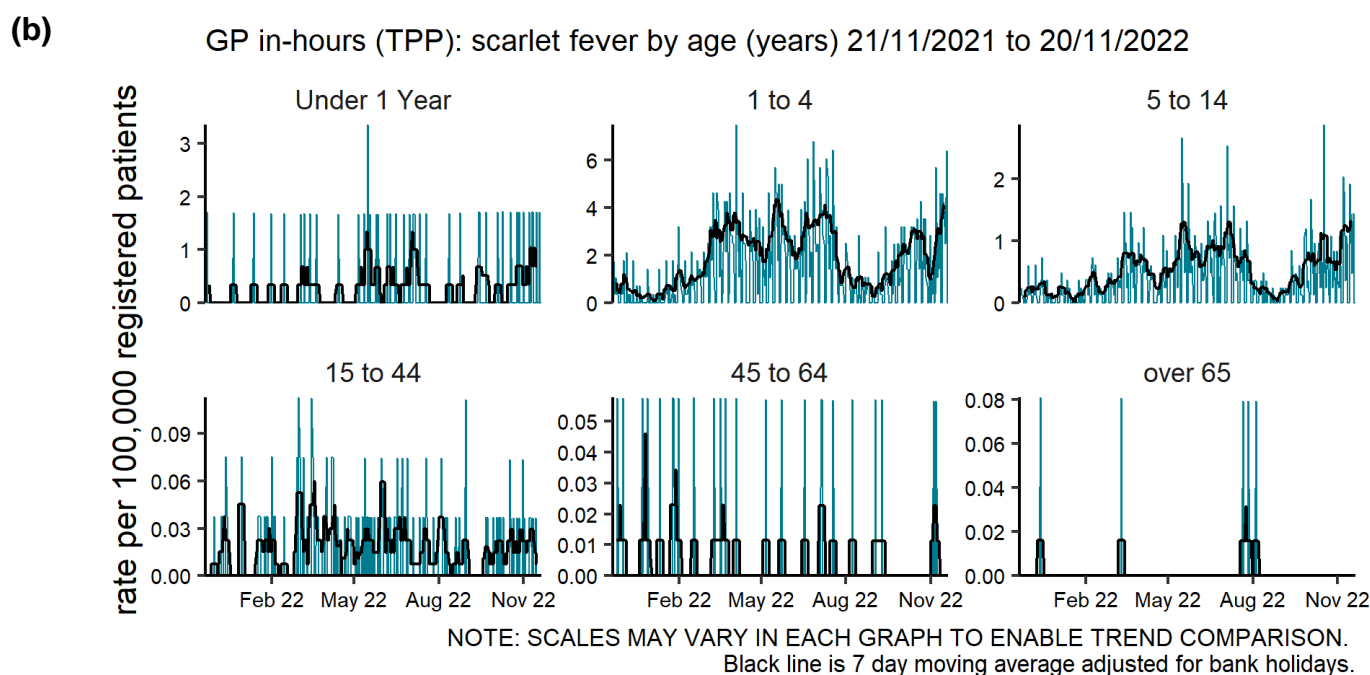 (b)
GP in-hours (TPP): scarlet fever by age (years) 21/11/2021 to 20/11/2022
rate per 100,000 registered patients
Under 1 Year
3
2
1
0
1 to 4
6
4
2
0
5 to 14
2
1
0
15 to 44
0.09
0.06
0.03
0.00
Feb 22 May 22 Aug 22 Nov 22
45 to 64
0.05
0.04
0.03
0.02
0.01
0.00
Feb 22 May 22 Aug 22 Nov 22
over 65
0.08
0.06
0.04
0.02
0.00
Feb 22 May 22 Aug 22 Nov 22
NOTE: SCALES MAY VARY IN EACH GRAPH TO ENABLE TREND COMPARISON.
Black line is 7 day moving average adjusted for bank holidays.